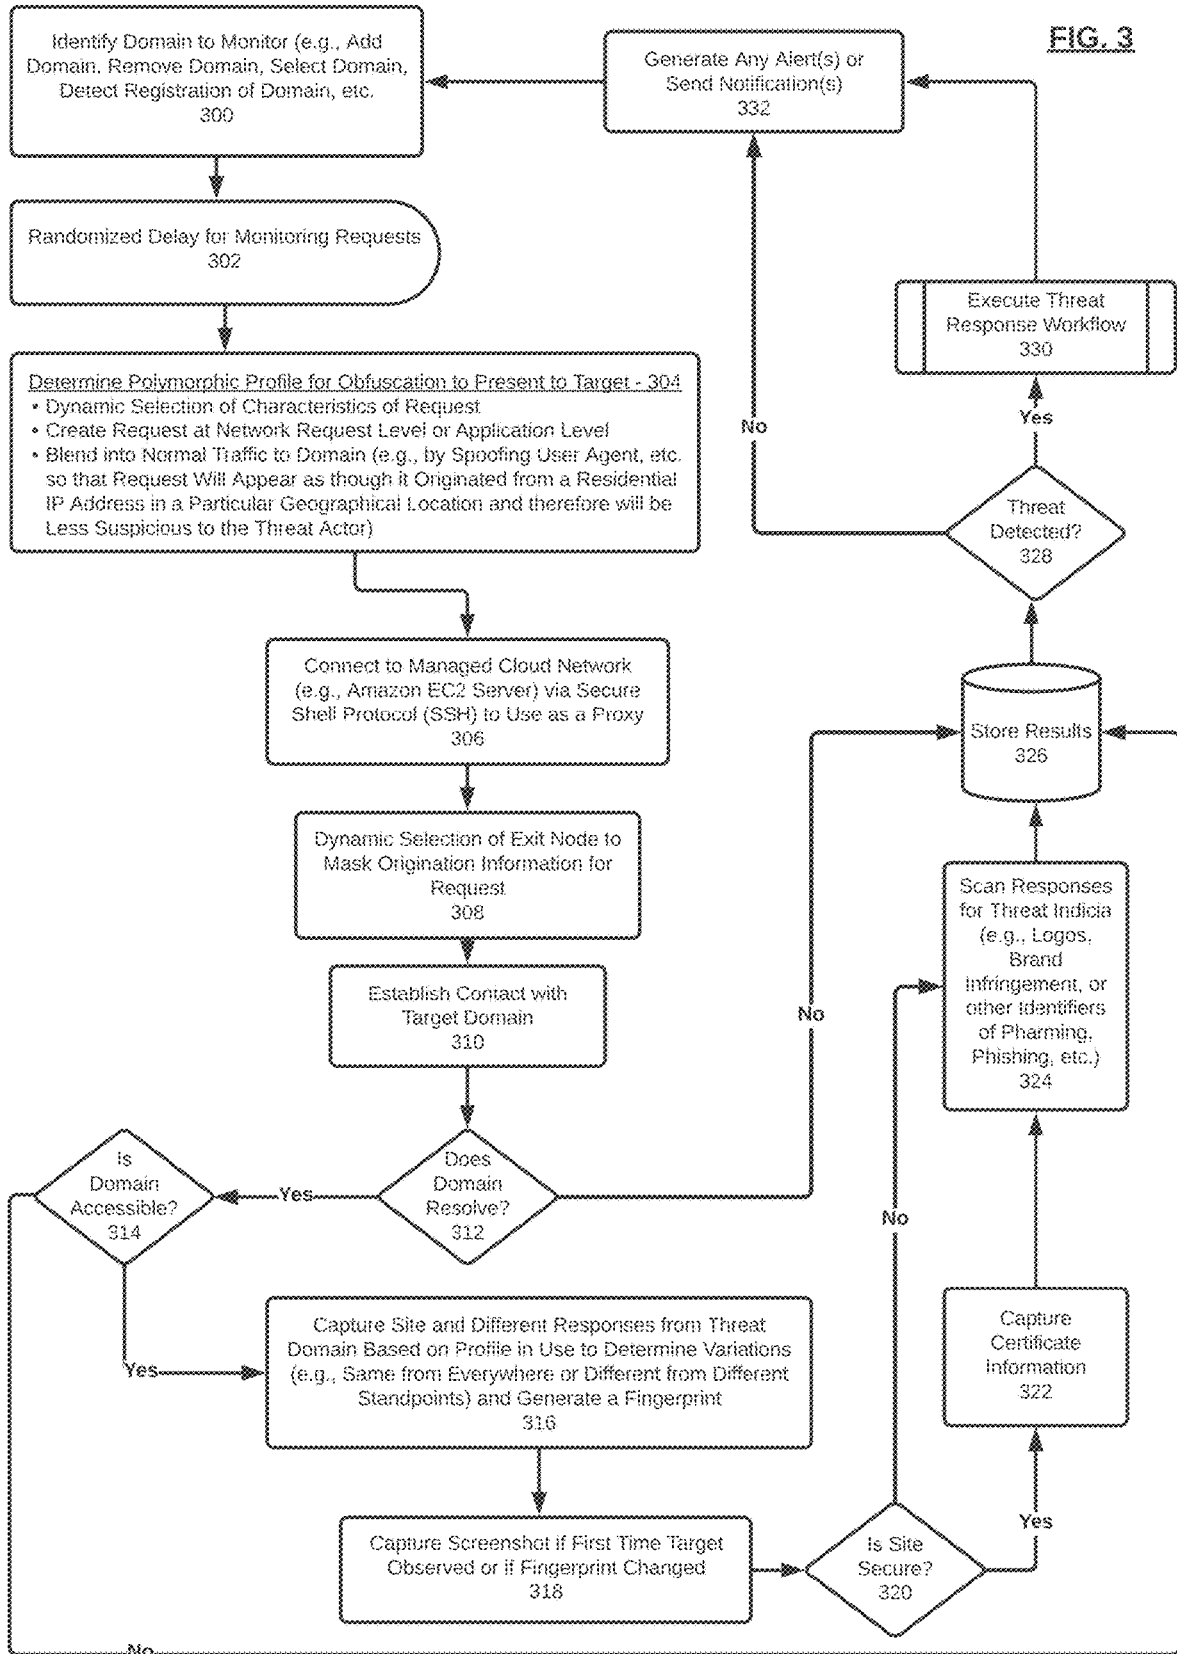 FIG. 3
Identify Domain to Monitor (e.g., Add
Domain, Remove Domain, Select Domain,
Detect Registration of Domain, etc.
300
Generate Any Alert(s) or
Send Notification(s)
332
Randomized Delay for Monitoring Requests
302
Execute Threat
Response Workflow
330
Determine Polymorphic Profile for Obfuscation to Present to Target - 304
• Dynamic Selection of Characteristics of Request
• Create Request at Network Request Level or Application Level
• Blend into Normal Traffic to Domain (e.g., by Spoofing User Agent, etc.
so that Request Will Appear as though it Originated from a Residential
IP Address in a Particular Geographical Location and therefore will be
Less Suspicious to the Threat Actor)
No
Yes
Threat
Detected?
328
Connect to Managed Cloud Network
(e.g., Amazon EC2 Server) via Secure
Shell Protocol (SSH) to Use as a Proxy
306
Store Results
326
Dynamic Selection of Exit Node to
Mask Origination Information for
Request
308
Scan Responses
for Threat Indicia
(e.g., Logos,
Brand
Infringement, or
other Identifiers
of Pharming,
Phishing, etc.)
324
Establish Contact with
Target Domain
310
No
Is
Domain
Accessible?
314
Yes
Does
Domain
Resolve?
312
No
Capture Site and Different Responses from Threat
Domain Based on Profile in Use to Determine Variations
(e.g., Same from Everywhere or Different from Different
Standpoints) and Generate a Fingerprint
316
Yes
Capture
Certificate
Information
322
Capture Screenshot if First Time Target
Observed or if Fingerprint Changed
318
Is Site
Secure?
320
Yes
No